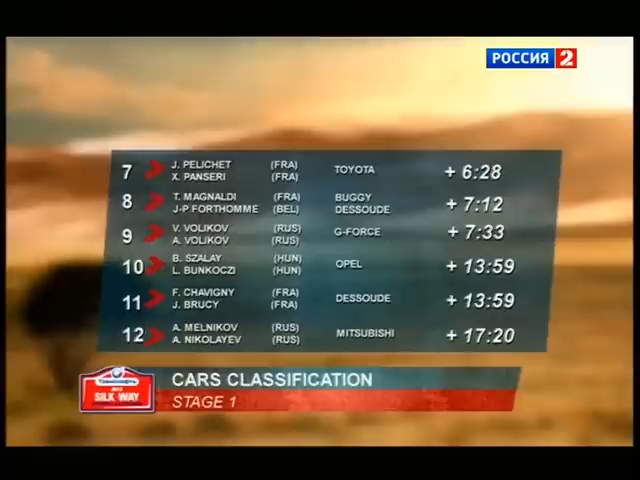 РОССИЯ 2
7 J. PELICHET (FRA) TOYOTA + 6:28
X. PANSERI (FRA)
8 T. MAGNALDI (FRA) BUGGY + 7:12
J-P FORTHOMME (BEL) DESSOUDE
9 V. VOLIKOV (RUS) G-FORCE + 7:33
A. VOLIKOV (RUS)
10 B. SZALAY (HUN) OPEL + 13:59
L. BUNKOCZI (HUN)
11 F. CHAVIGNY (FRA) DESSOUDE + 13:59
J. BRUCY (FRA)
12 A. MELNIKOV (RUS) MITSUBISHI + 17:20
A. NIKOLAYEV (RUS)
CARS CLASSIFICATION
SILK WAY
STAGE 1